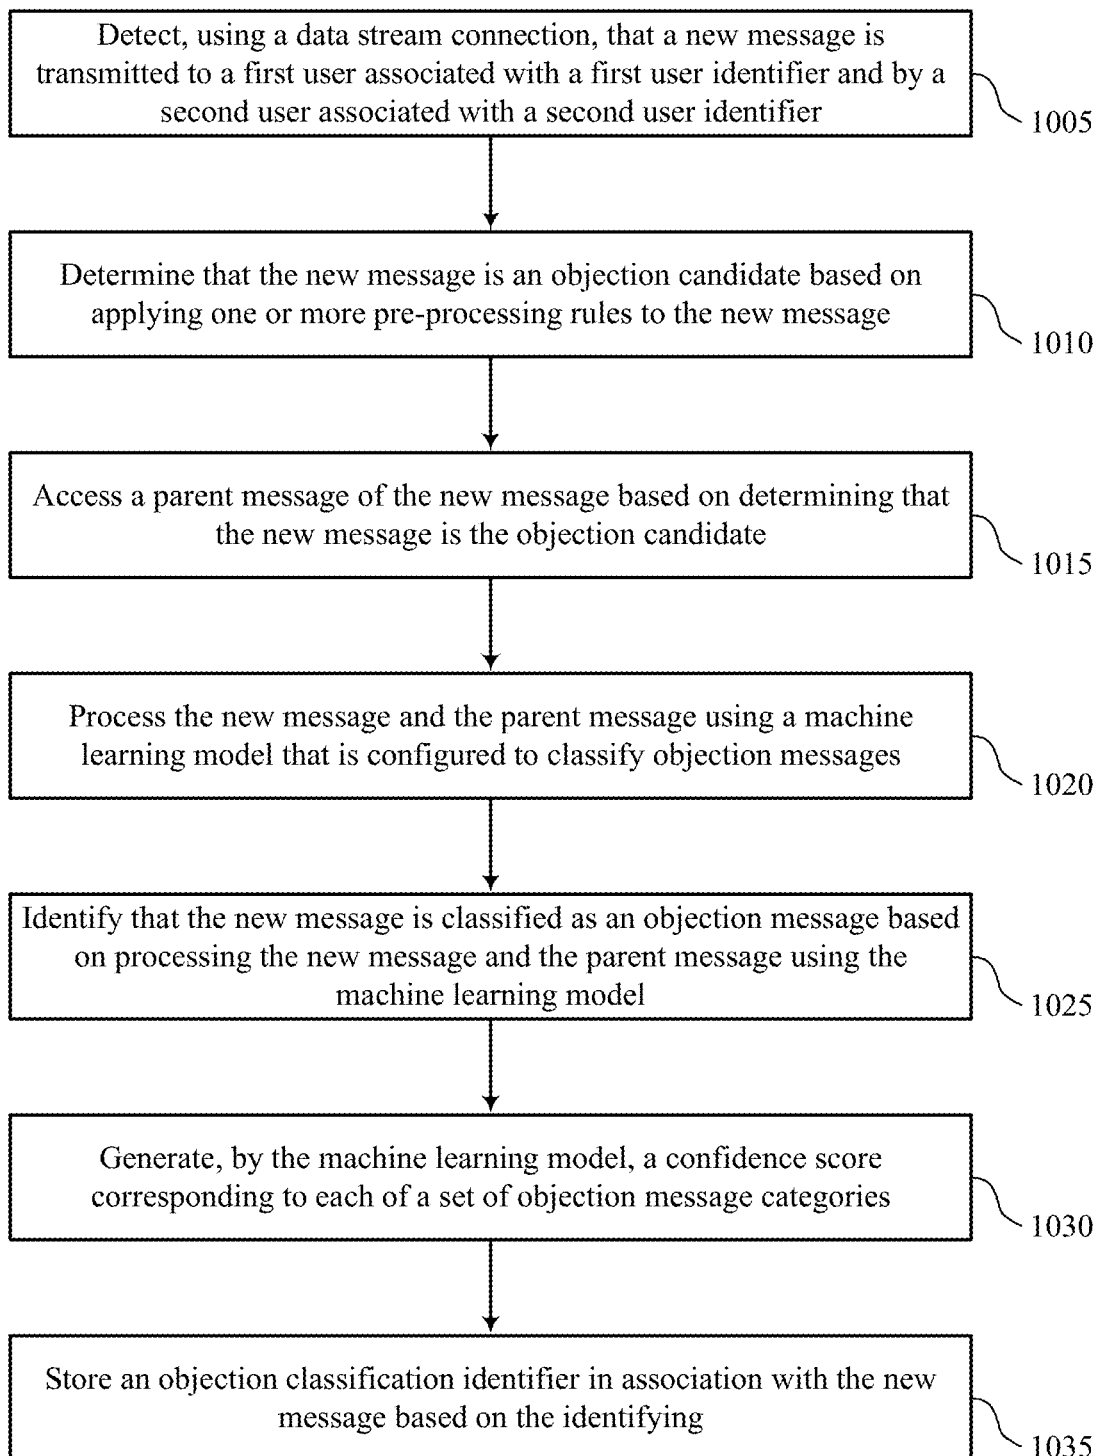 Detect, using a data stream connection, that a new message is
transmitted to a first user associated with a first user identifier and by a
second user associated with a second user identifier
1005
Determine that the new message is an objection candidate based on
applying one or more pre-processing rules to the new message
1010
Access a parent message of the new message based on determining that
the new message is the objection candidate
1015
Process the new message and the parent message using a machine
learning model that is configured to classify objection messages
1020
Identify that the new message is classified as an objection message based
on processing the new message and the parent message using the
machine learning model
1025
Generate, by the machine learning model, a confidence score
corresponding to each of a set of objection message categories
1030
Store an objection classification identifier in association with the new
message based on the identifying
1035